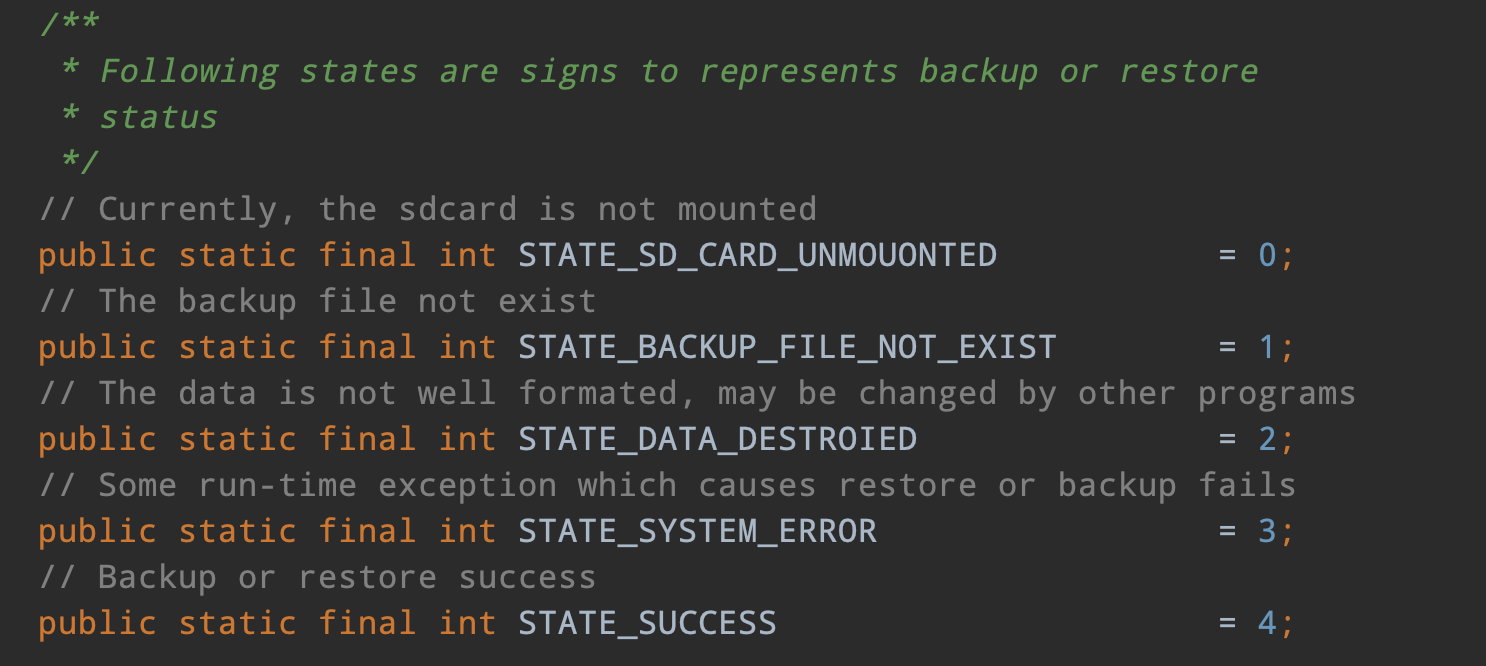 /**
 * Following states are signs to represents backup or restore
 * status
 */
// Currently, the sdcard is not mounted
public static final int STATE_SD_CARD_UNMOUONTED           = 0;
// The backup file not exist
public static final int STATE_BACKUP_FILE_NOT_EXIST        = 1;
// The data is not well formated, may be changed by other programs
public static final int STATE_DATA_DESTROIED               = 2;
// Some run-time exception which causes restore or backup fails
public static final int STATE_SYSTEM_ERROR                 = 3;
// Backup or restore success
public static final int STATE_SUCCESS                      = 4;